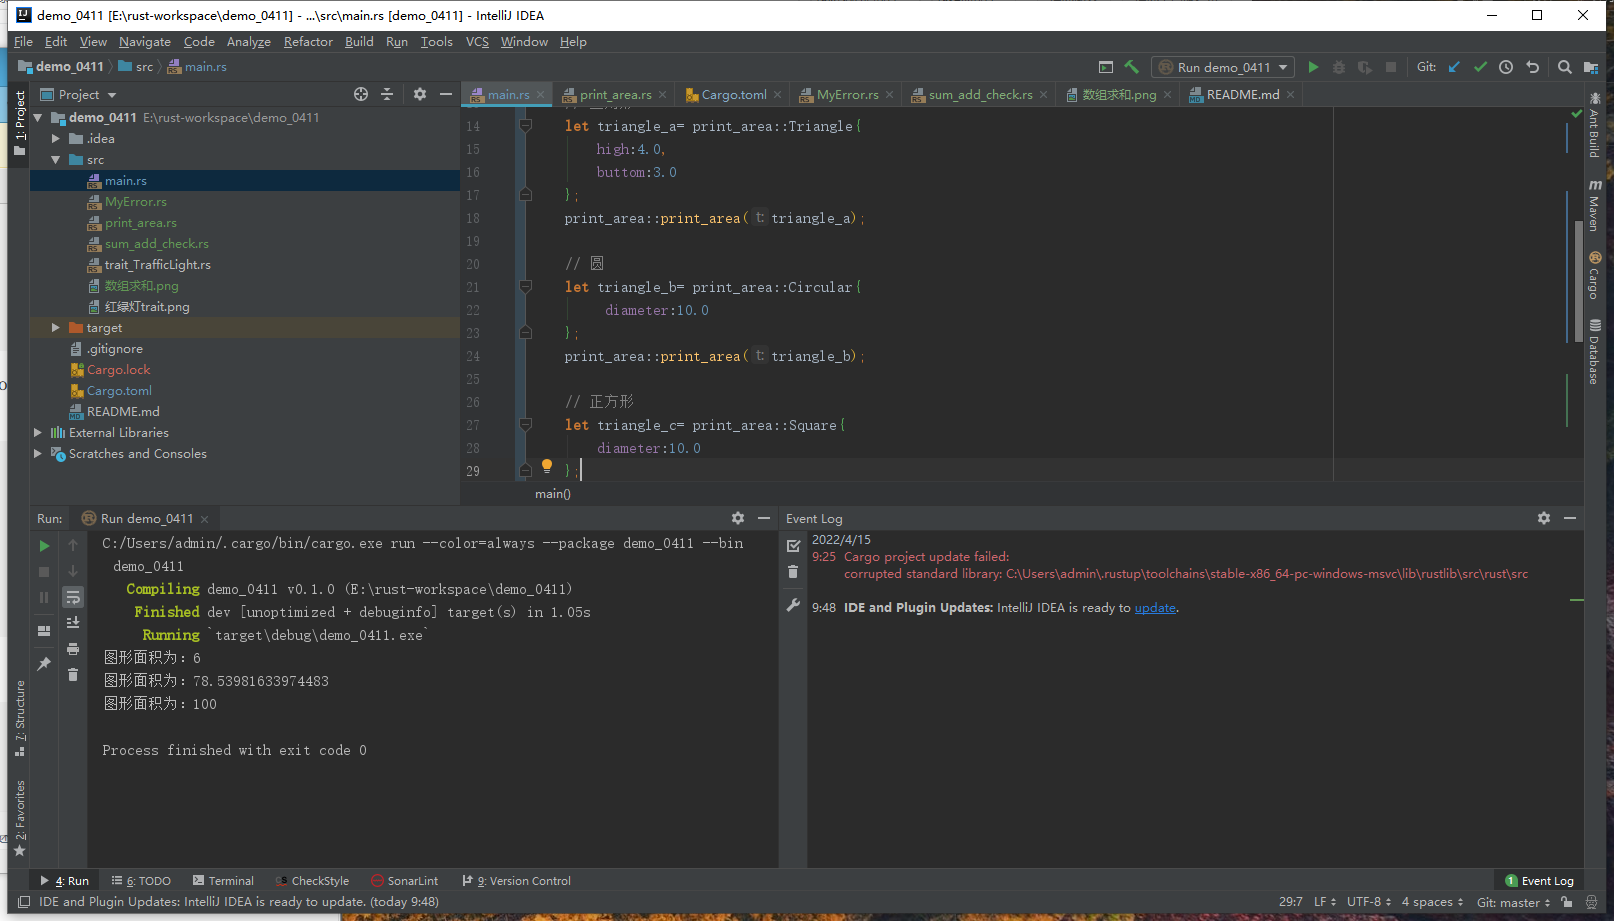 demo_0411 [E:\rust-workspace\demo_0411] - ...\src\main.rs [demo_0411] - IntelliJ IDEA
File Edit View Navigate Code Analyze Refactor Build Run Tools VCS Window Help
demo_0411 src main.rs Run demo_0411 Git:
1: Project
Project
main.rs print_area.rs Cargo.toml MyError.rs sum_add_check.rs 数组求和.png README.md
demo_0411 E:\rust-workspace\demo_0411
.idea
src
main.rs
MyError.rs
print_area.rs
sum_add_check.rs
trait_TrafficLight.rs
数组求和.png
红绿灯trait.png
target
.gitignore
Cargo.lock
Cargo.toml
README.md
External Libraries
Scratches and Consoles
14 let triangle_a= print_area::Triangle{
15 high:4.0,
16 buttom:3.0
17 };
18 print_area::print_area( t: triangle_a);
19
20 // 圆
21 let triangle_b= print_area::Circular{
22 diameter:10.0
23 };
24 print_area::print_area( t: triangle_b);
25
26 // 正方形
27 let triangle_c= print_area::Square{
28 diameter:10.0
29 };
main()
Ant Build
Maven
Cargo
Database
Run: Run demo_0411
C:/Users/admin/.cargo/bin/cargo.exe run --color=always --package demo_0411 --bin
demo_0411
Compiling demo_0411 v0.1.0 (E:\rust-workspace\demo_0411)
Finished dev [unoptimized + debuginfo] target(s) in 1.05s
Running `target\debug\demo_0411.exe`
图形面积为：6
图形面积为：78.53981633974483
图形面积为：100
Process finished with exit code 0
Event Log
2022/4/15
9:25 Cargo project update failed:
corrupted standard library: C:\Users\admin\.rustup\toolchains\stable-x86_64-pc-windows-msvc\lib\rustlib\src\rust\src
9:48 IDE and Plugin Updates: IntelliJ IDEA is ready to update.
7: Structure
2: Favorites
4: Run 6: TODO Terminal CheckStyle SonarLint 9: Version Control 1 Event Log
IDE and Plugin Updates: IntelliJ IDEA is ready to update. (today 9:48) 29:7 LF UTF-8 4 spaces Git: master